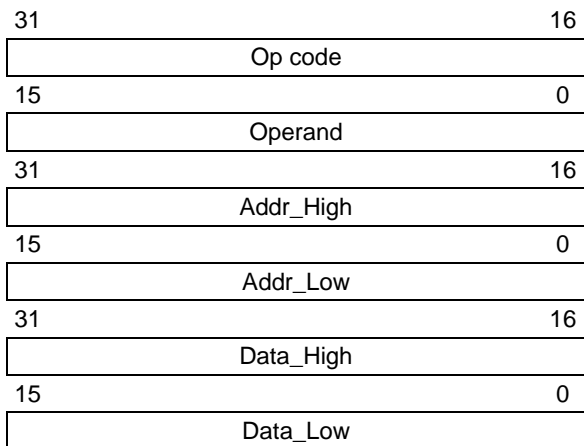 31 16
Op code
15 0
Operand
31 16
Addr_High
15 0
Addr_Low
31 16
Data_High
15 0
Data_Low